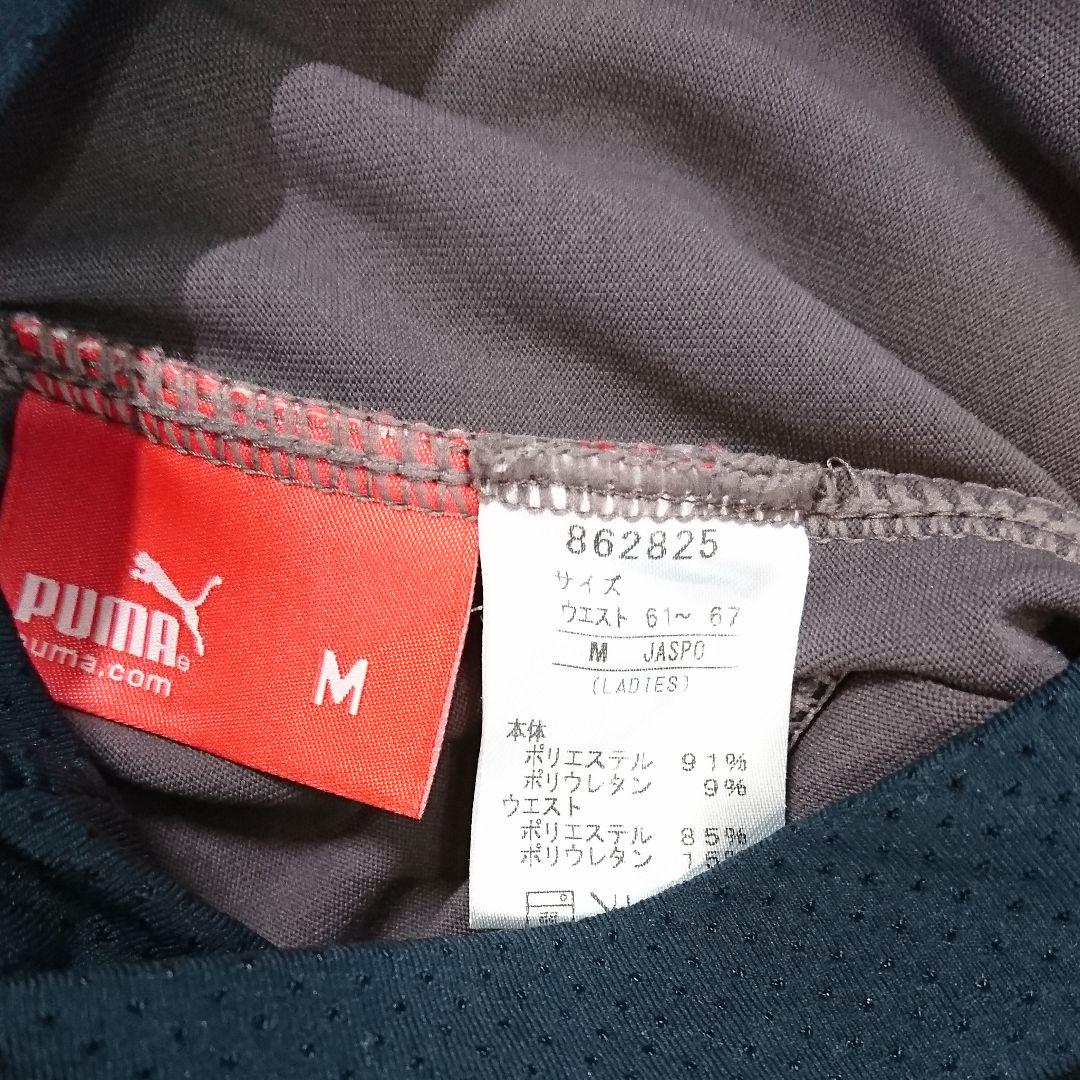 PUMA®
puma.com
M
862825
サイズ
ウエスト 61〜 67
M JASPO
(LADIES)
本体
ポリエステル 91%
ポリウレタン 9%
ウエスト
ポリエステル 85%
ポリウレタン 15%